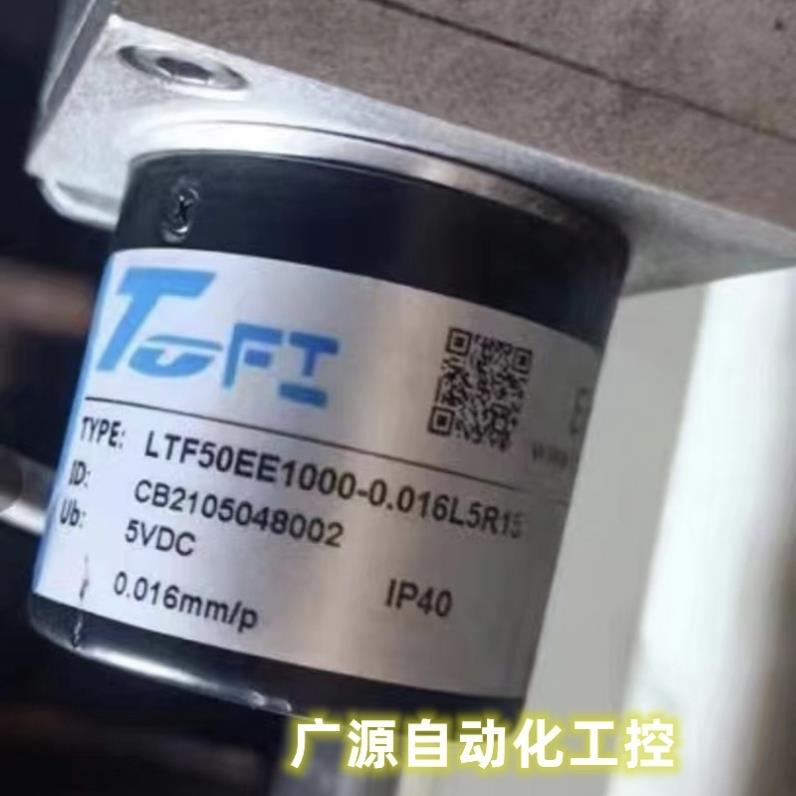 TOFI
TYPE: LTF50EE1000-0.016L5R15
ID: CB2105048002
Ub: 5VDC
0.016mm/p IP40
广源自动化工控